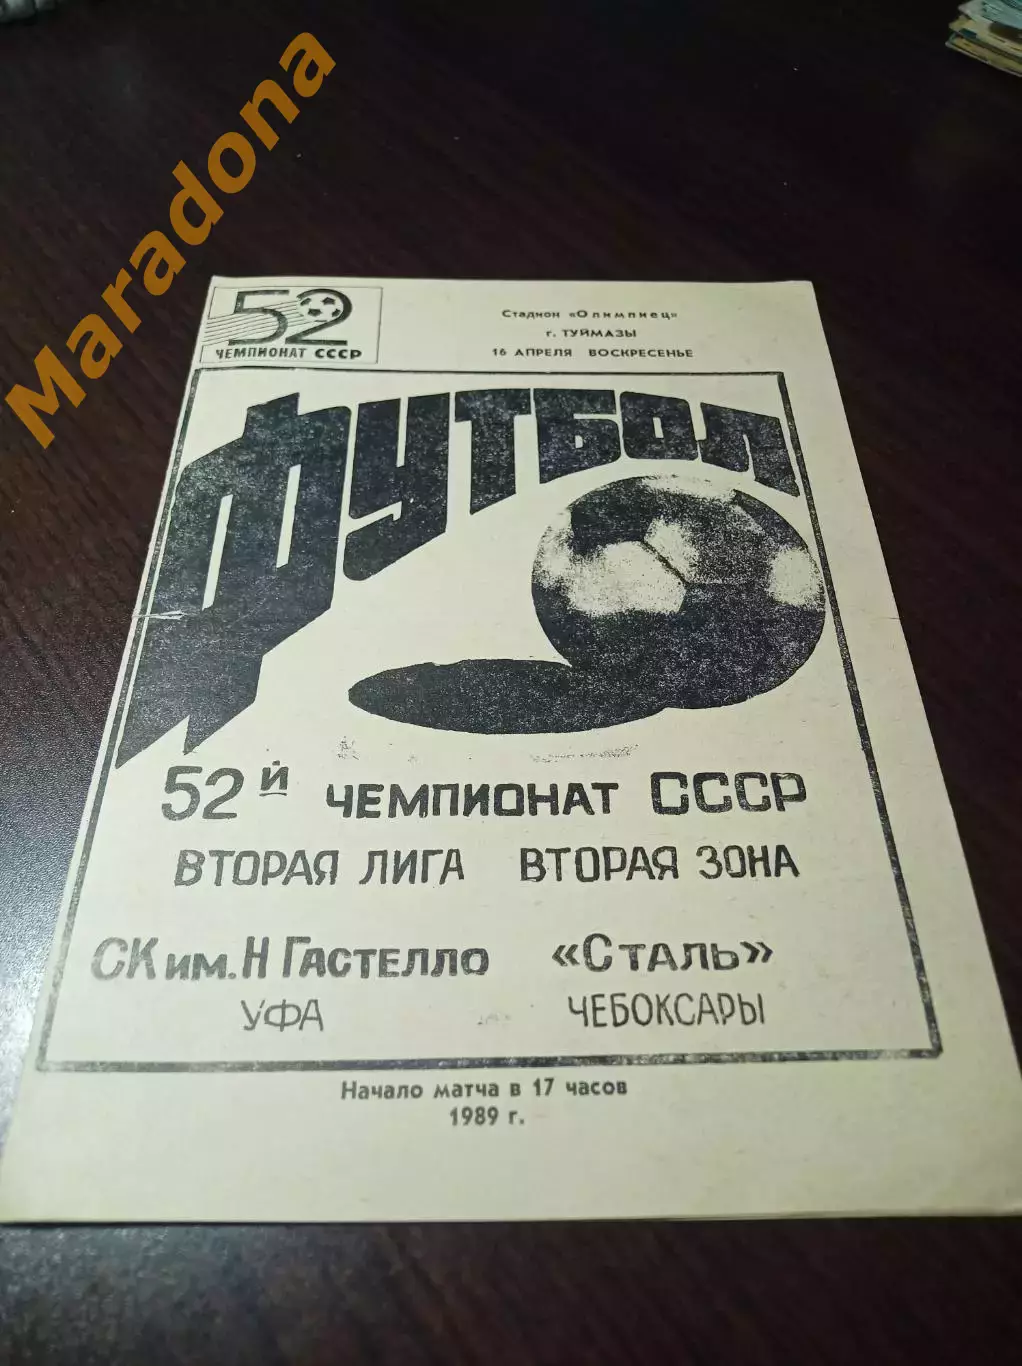 Maradona
52
ЧЕМПИОНАТ СССР
Стадион «Олимпиец»
г. ТУЙМАЗЫ
16 АПРЕЛЯ ВОСКРЕСЕНЬЕ
ФУТБОЛ
52й ЧЕМПИОНАТ СССР
ВТОРАЯ ЛИГА ВТОРАЯ ЗОНА
СК им. Н ГАСТЕЛЛО «СТАЛЬ»
УФА ЧЕБОКСАРЫ
Начало матча в 17 часов
1989 г.